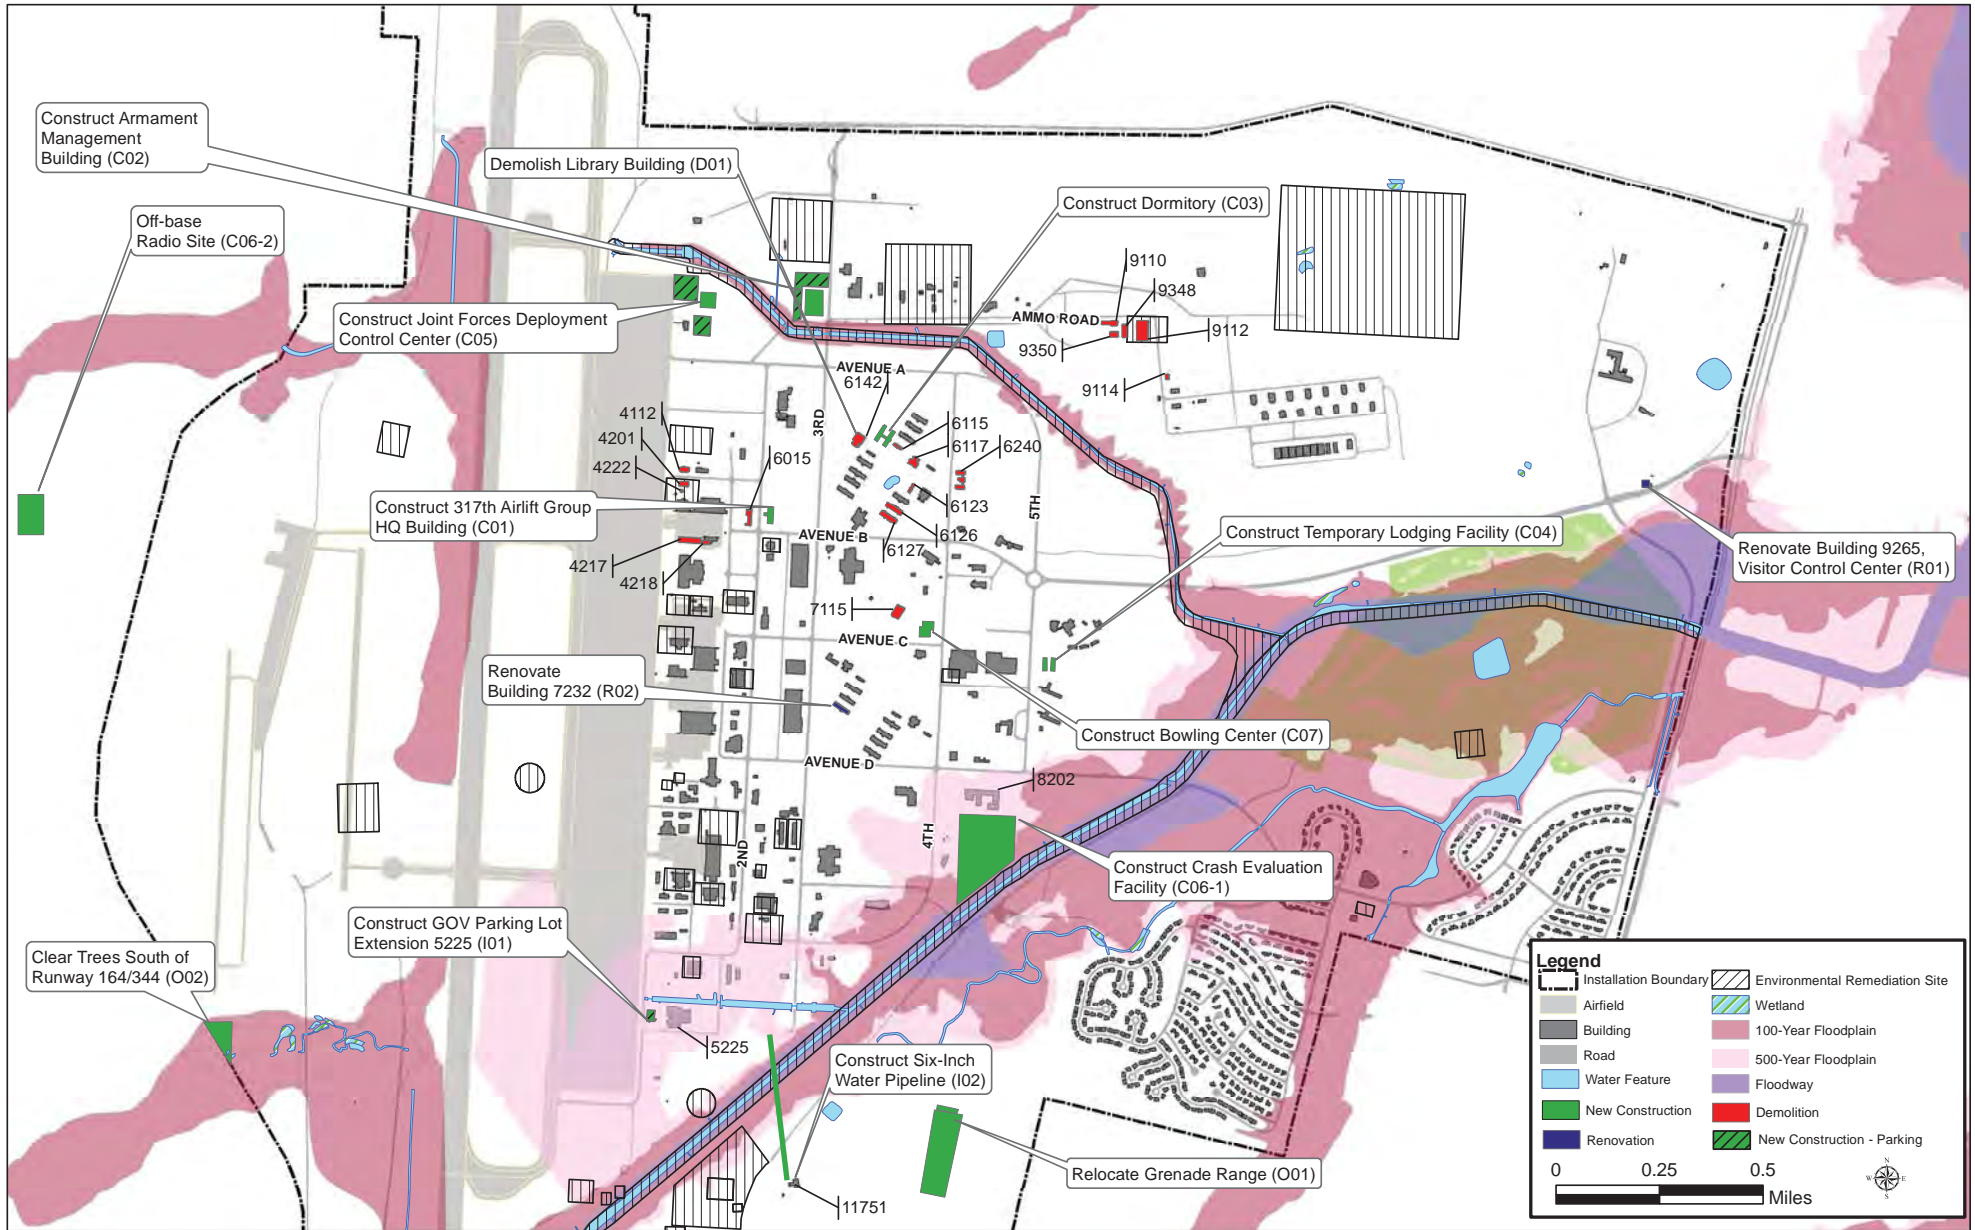 Construct Armament
Management
Building (C02)
Demolish Library Building (D01)
Construct Dormitory (C03)
Off-base
Radio Site (C06-2)
9110
9348
AMMO ROAD
9112
9350
Construct Joint Forces Deployment
Control Center (C05)
9114
AVENUE A
6142
3RD
4112
4201
4222
6015
6115
6117
6240
5TH
Construct 317th Airlift Group
HQ Building (C01)
6123
6126
6127
AVENUE B
4217
4218
Construct Temporary Lodging Facility (C04)
Renovate Building 9265,
Visitor Control Center (R01)
7115
AVENUE C
Renovate
Building 7232 (R02)
Construct Bowling Center (C07)
AVENUE D
8202
4TH
2ND
Construct Crash Evaluation
Facility (C06-1)
Construct GOV Parking Lot
Extension 5225 (I01)
Clear Trees South of
Runway 164/344 (O02)
5225
Construct Six-Inch
Water Pipeline (I02)
Relocate Grenade Range (O01)
11751
Legend
Installation Boundary
Airfield
Building
Road
Water Feature
New Construction
Renovation
Environmental Remediation Site
Wetland
100-Year Floodplain
500-Year Floodplain
Floodway
Demolition
New Construction - Parking
0 0.25 0.5
Miles
N
W E
S